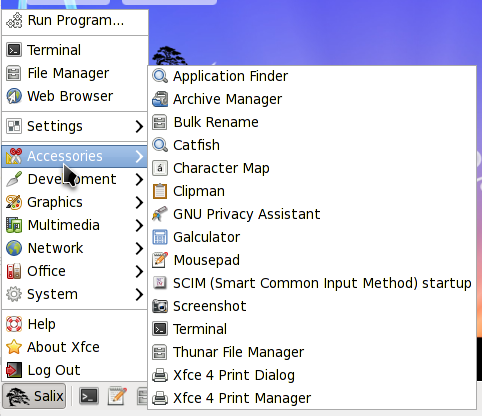 Run Program...
Terminal
File Manager
Web Browser
Settings
Accessories
Development
Graphics
Multimedia
Network
Office
System
Help
About Xfce
Log Out
Salix
Application Finder
Archive Manager
Bulk Rename
Catfish
á Character Map
Clipman
GNU Privacy Assistant
Galculator
Mousepad
SCIM (Smart Common Input Method) startup
Screenshot
Terminal
Thunar File Manager
Xfce 4 Print Dialog
Xfce 4 Print Manager